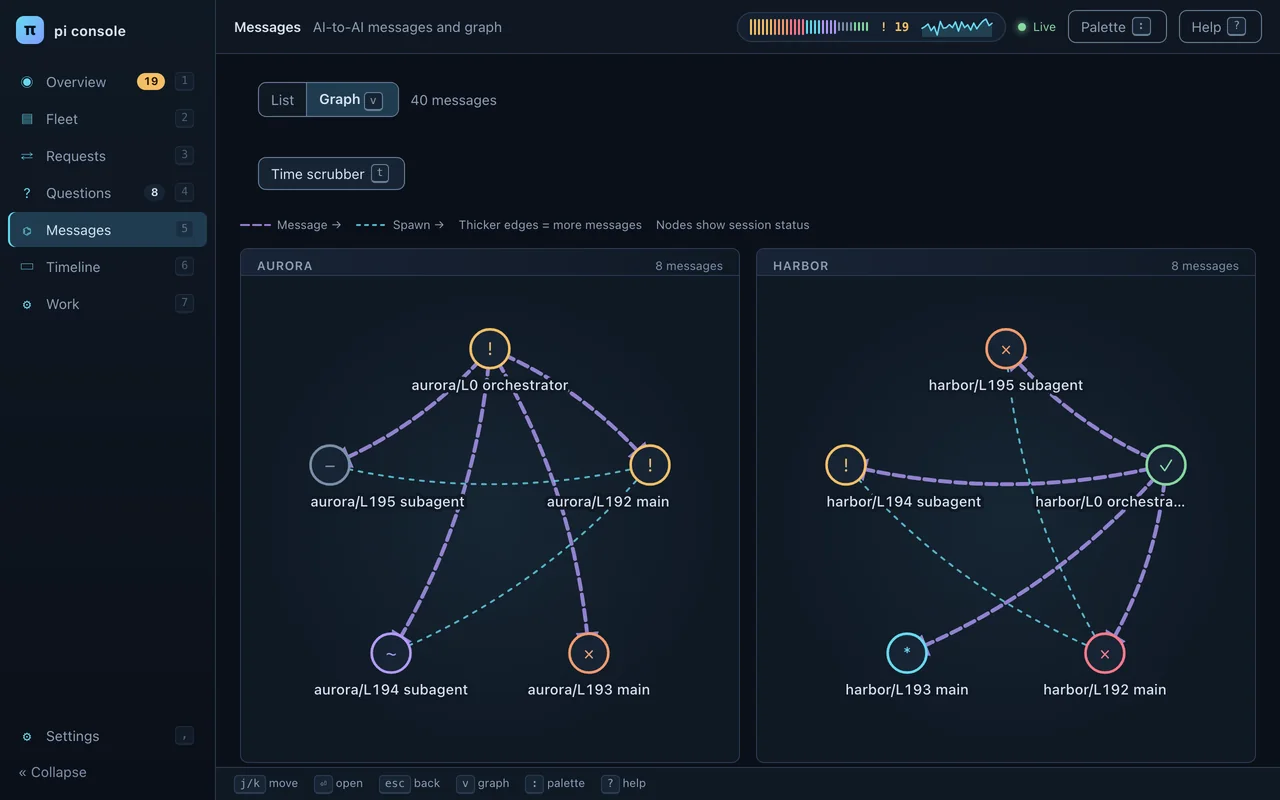 π pi console
Messages AI-to-AI messages and graph
! 19
Live
Palette :
Help ?
Overview 19 1
Fleet 2
Requests 3
? Questions 8 4
Messages 5
Timeline 6
Work 7
Settings ,
« Collapse
List Graph v 40 messages
Time scrubber t
Message → Spawn → Thicker edges = more messages Nodes show session status
AURORA 8 messages
!
aurora/L0 orchestrator
–
aurora/L195 subagent
!
aurora/L192 main
~
aurora/L194 subagent
×
aurora/L193 main
HARBOR 8 messages
×
harbor/L195 subagent
!
harbor/L194 subagent
✓
harbor/L0 orchestra...
*
harbor/L193 main
×
harbor/L192 main
j/k move ⏎ open esc back v graph : palette ? help